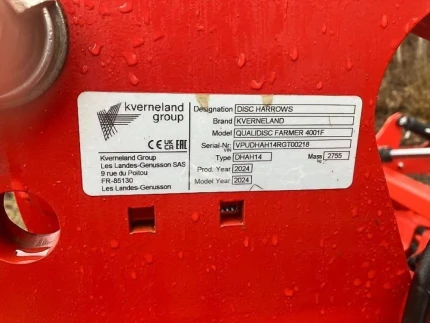 kverneland
group
CE UK CA EAC
Kverneland Group
Les Landes-Genusson SAS
9 rue du Poitou
FR-85130
Les Landes-Genusson
Designation DISC HARROWS
Brand KVERNELAND
Model QUALIDISC FARMER 4001F
Serial-Nr VIN VPUDHAH14RGT00218
Type DHAH14 Mass kg 2755
Prod. Year 2024
Model Year 2024